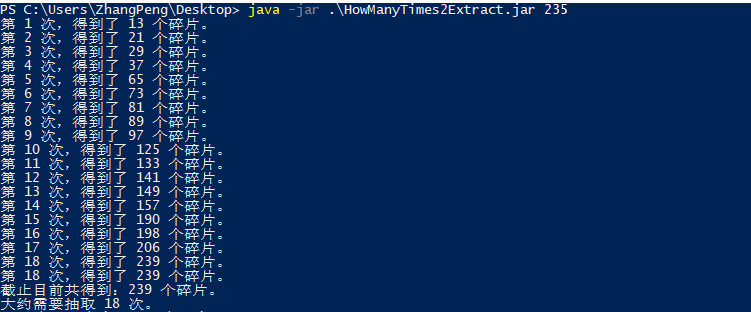 PS C:\Users\ZhangPeng\Desktop> java -jar .\HowManyTimes2Extract.jar 235
第 1 次，得到了 13 个碎片。
第 2 次，得到了 21 个碎片。
第 3 次，得到了 29 个碎片。
第 4 次，得到了 37 个碎片。
第 5 次，得到了 65 个碎片。
第 6 次，得到了 73 个碎片。
第 7 次，得到了 81 个碎片。
第 8 次，得到了 89 个碎片。
第 9 次，得到了 97 个碎片。
第 10 次，得到了 125 个碎片。
第 11 次，得到了 133 个碎片。
第 12 次，得到了 141 个碎片。
第 13 次，得到了 149 个碎片。
第 14 次，得到了 157 个碎片。
第 15 次，得到了 190 个碎片。
第 16 次，得到了 198 个碎片。
第 17 次，得到了 206 个碎片。
第 18 次，得到了 239 个碎片。
第 18 次，得到了 239 个碎片。
截止目前共得到：239 个碎片。
大约需要抽取 18 次。